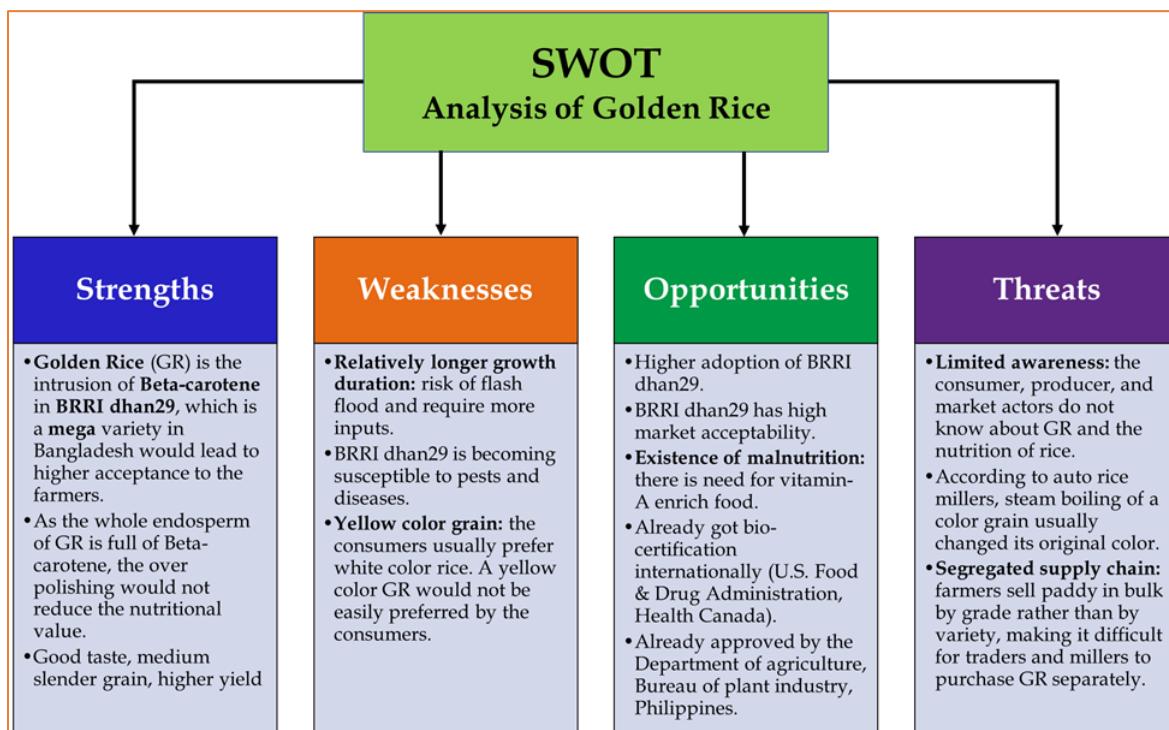 SWOT
Analysis of Golden Rice
Strengths
•Golden Rice (GR) is the
intrusion of Beta-carotene
in BRRI dhan29, which is
a mega variety in
Bangladesh would lead to
higher acceptance to the
farmers.
•As the whole endosperm
of GR is full of Beta-
carotene, the over
polishing would not
reduce the nutritional
value.
•Good taste, medium
slender grain, higher yield
Weaknesses
•Relatively longer growth
duration: risk of flash
flood and require more
inputs.
•BRRI dhan29 is becoming
susceptible to pests and
diseases.
•Yellow color grain: the
consumers usually prefer
white color rice. A yellow
color GR would not be
easily preferred by the
consumers.
Opportunities
•Higher adoption of BRRI
dhan29.
•BRRI dhan29 has high
market acceptability.
•Existence of malnutrition:
there is need for vitamin-
A enrich food.
•Already got bio-
certification
internationally (U.S. Food
& Drug Administration,
Health Canada).
•Already approved by the
Department of agriculture,
Bureau of plant industry,
Philippines.
Threats
•Limited awareness: the
consumer, producer, and
market actors do not
know about GR and the
nutrition of rice.
•According to auto rice
millers, steam boiling of a
color grain usually
changed its original color.
•Segregated supply chain:
farmers sell paddy in bulk
by grade rather than by
variety, making it difficult
for traders and millers to
purchase GR separately.